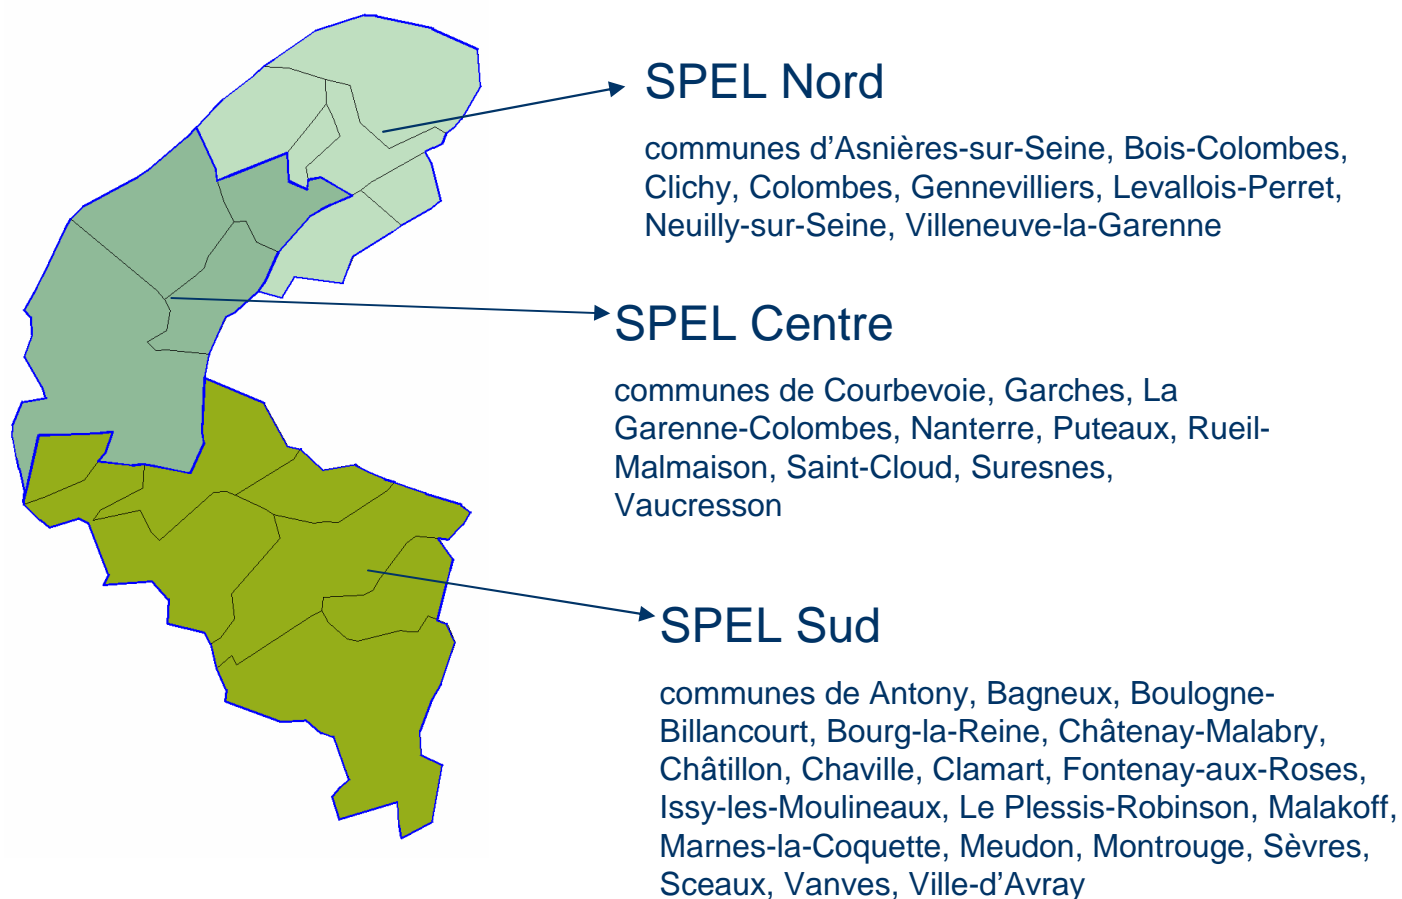 SPEL Nord
communes d'Asnières-sur-Seine, Bois-Colombes,
Clichy, Colombes, Gennevilliers, Levallois-Perret,
Neuilly-sur-Seine, Villeneuve-la-Garenne
SPEL Centre
communes de Courbevoie, Garches, La
Garenne-Colombes, Nanterre, Puteaux, Rueil-
Malmaison, Saint-Cloud, Suresnes,
Vaucresson
SPEL Sud
communes de Antony, Bagneux, Boulogne-
Billancourt, Bourg-la-Reine, Châtenay-Malabry,
Châtillon, Chaville, Clamart, Fontenay-aux-Roses,
Issy-les-Moulineaux, Le Plessis-Robinson, Malakoff,
Marnes-la-Coquette, Meudon, Montrouge, Sèvres,
Sceaux, Vanves, Ville-d'Avray